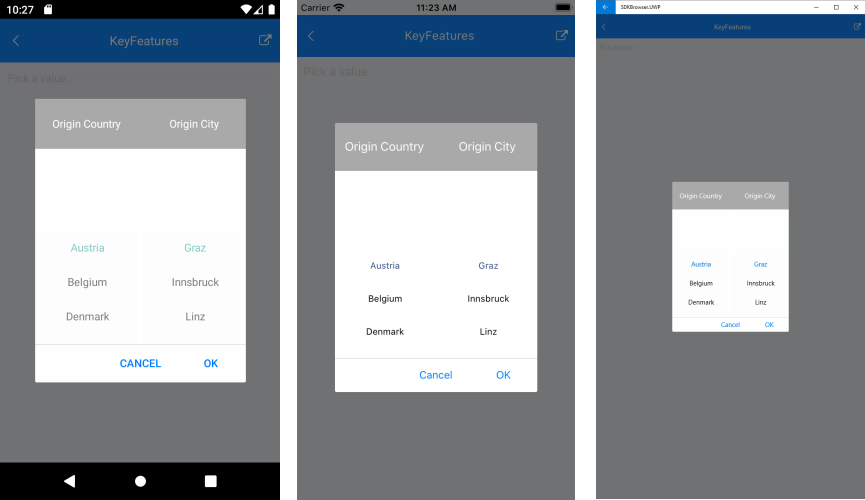 10:27
KeyFeatures
Pick a value
Origin Country Origin City
Austria Graz
Belgium Innsbruck
Denmark Linz
CANCEL OK
Carrier 11:23 AM
KeyFeatures
Pick a value
Origin Country Origin City
Austria Graz
Belgium Innsbruck
Denmark Linz
Cancel OK
SDKBrowser.UWP
KeyFeatures
Pick a value
Origin Country Origin City
Austria Graz
Belgium Innsbruck
Denmark Linz
Cancel OK